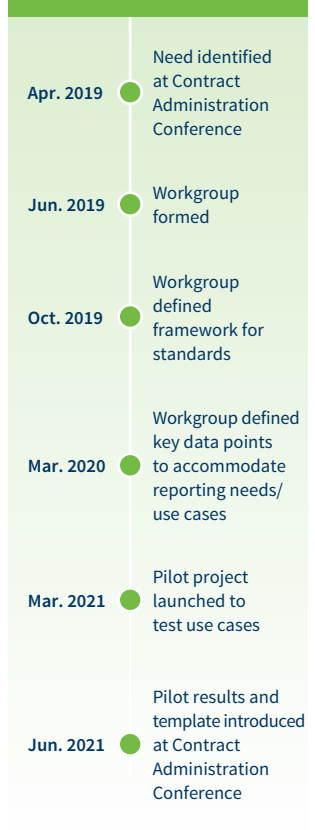 Apr. 2019
Need identified
at Contract
Administration
Conference
Jun. 2019
Workgroup
formed
Oct. 2019
Workgroup
defined
framework for
standards
Mar. 2020
Workgroup defined
key data points
to accommodate
reporting needs/
use cases
Mar. 2021
Pilot project
launched to
test use cases
Jun. 2021
Pilot results and
template introduced
at Contract
Administration
Conference